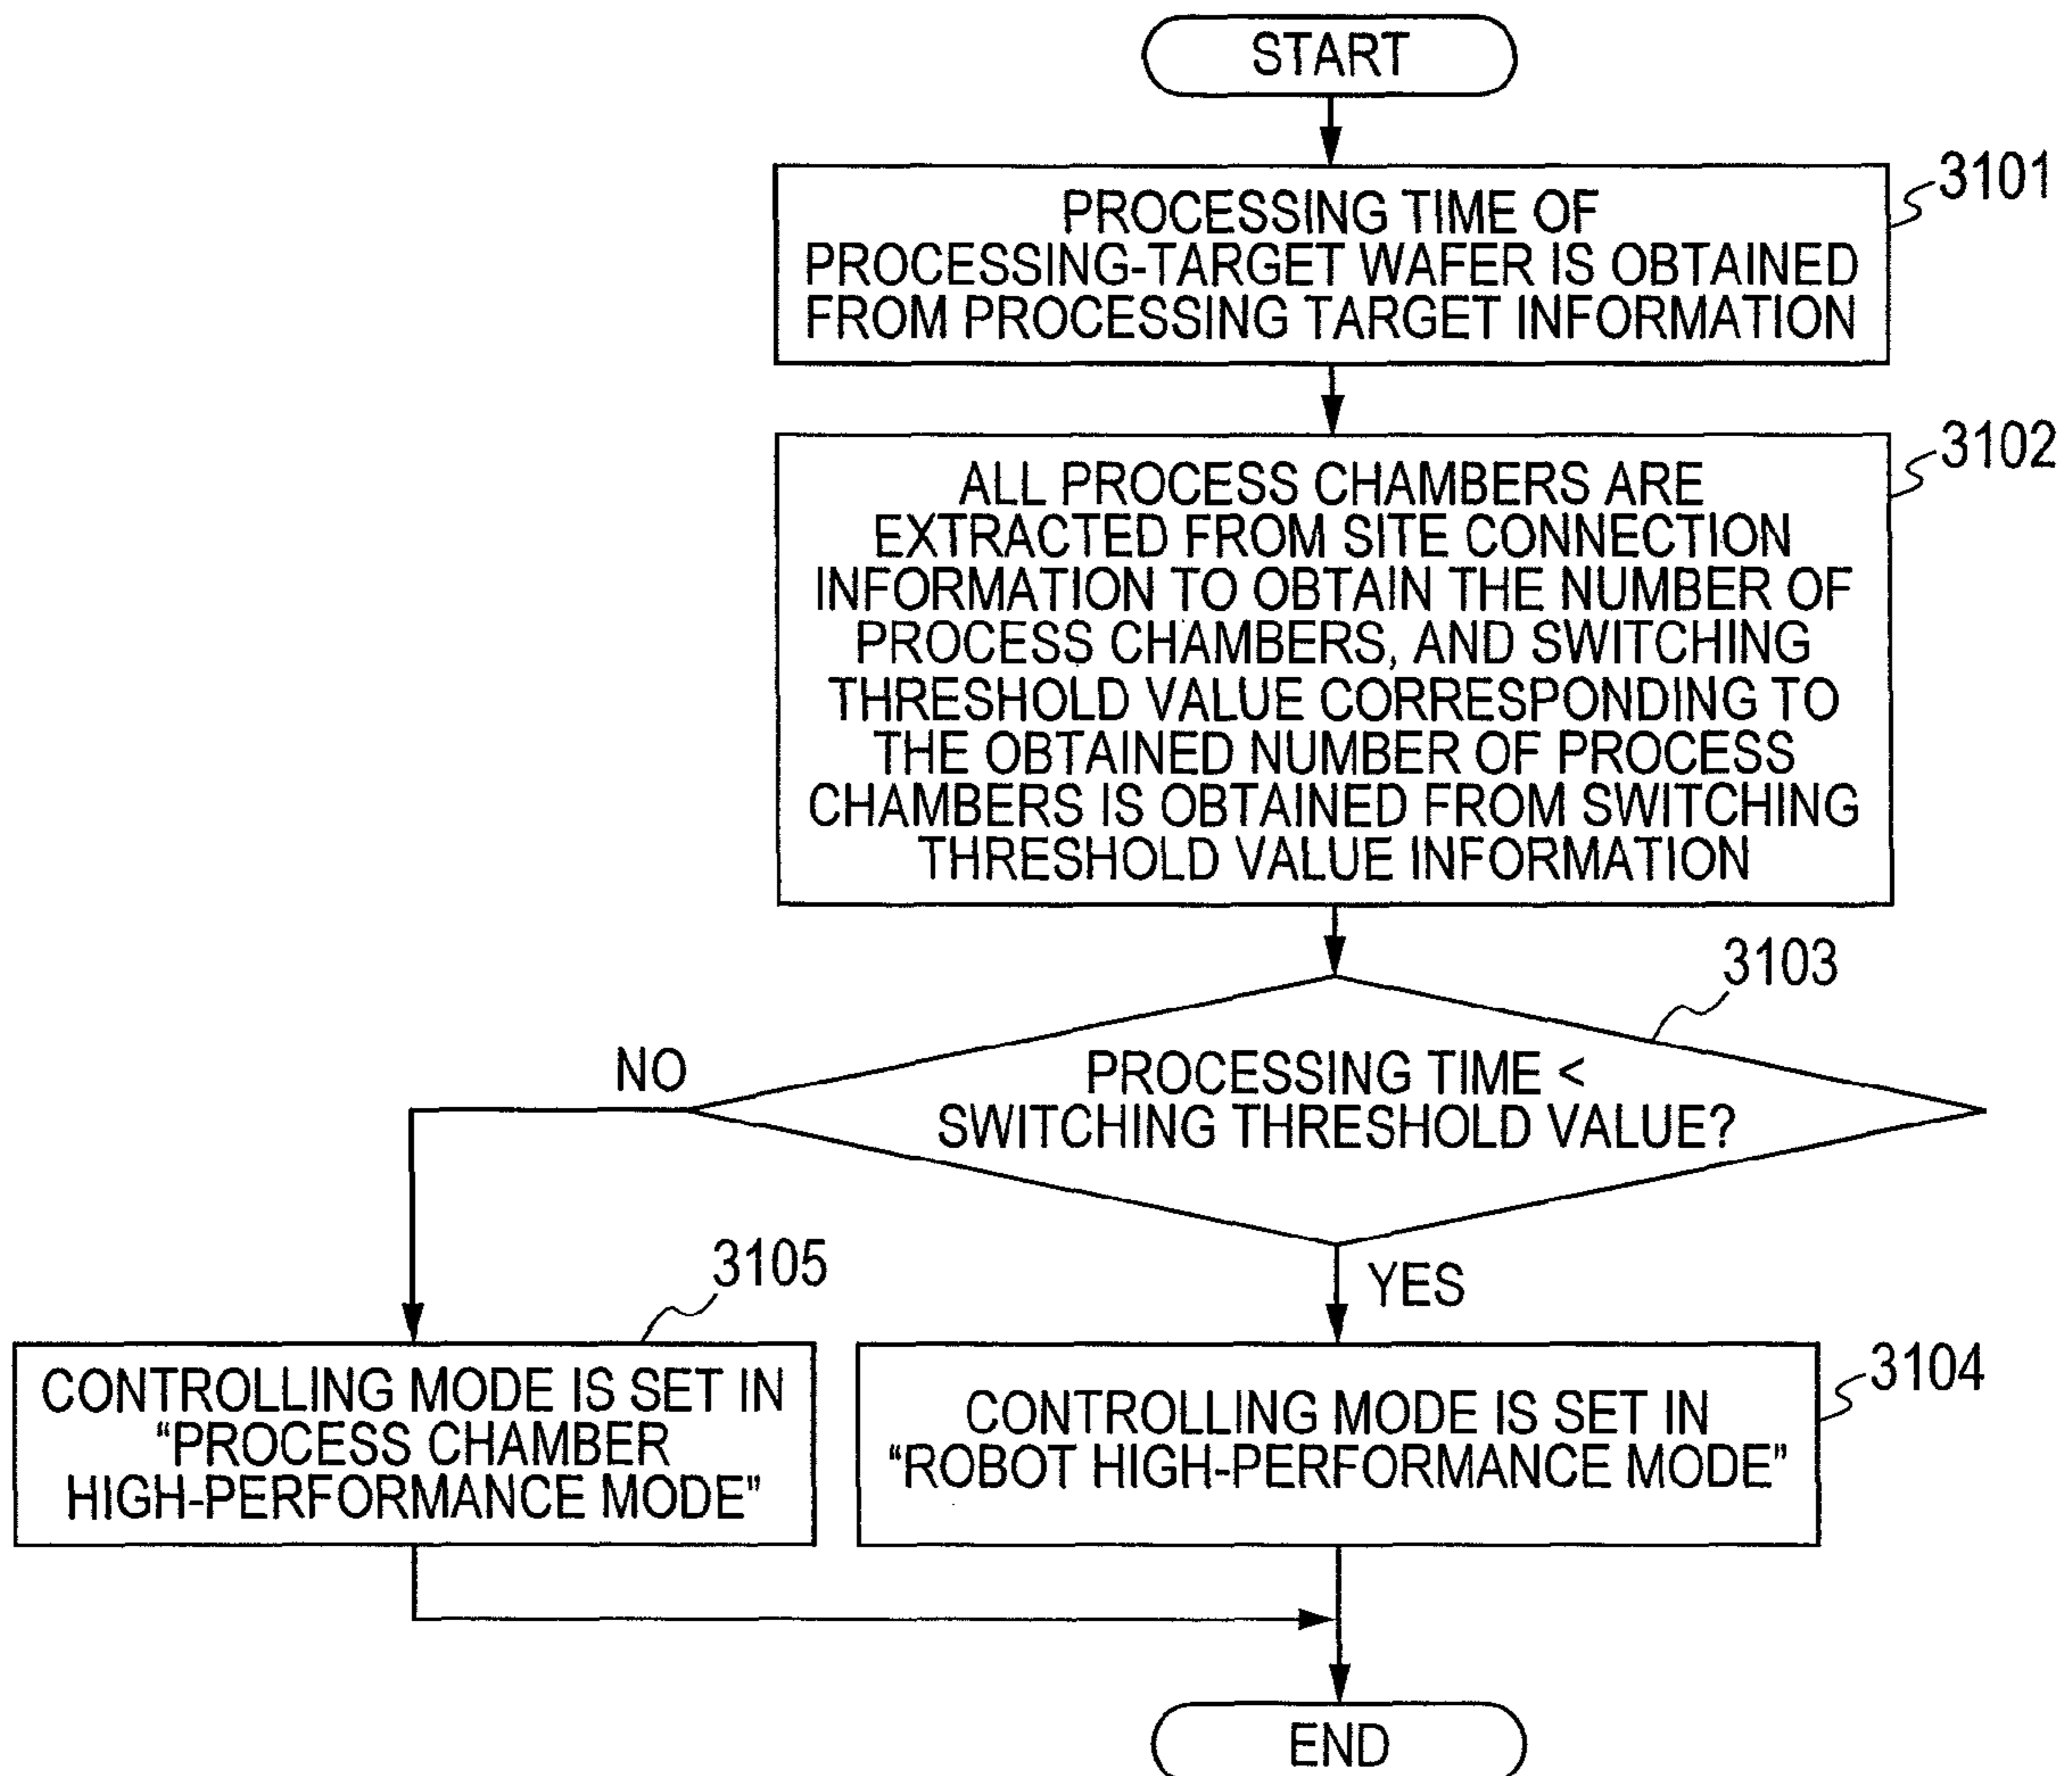 START
3101
PROCESSING TIME OF
PROCESSING-TARGET WAFER IS OBTAINED
FROM PROCESSING TARGET INFORMATION
3102
ALL PROCESS CHAMBERS ARE
EXTRACTED FROM SITE CONNECTION
INFORMATION TO OBTAIN THE NUMBER OF
PROCESS CHAMBERS, AND SWITCHING
THRESHOLD VALUE CORRESPONDING TO
THE OBTAINED NUMBER OF PROCESS
CHAMBERS IS OBTAINED FROM SWITCHING
THRESHOLD VALUE INFORMATION
3103
NO
PROCESSING TIME <
SWITCHING THRESHOLD VALUE?
YES
3105
CONTROLLING MODE IS SET IN
“PROCESS CHAMBER
HIGH-PERFORMANCE MODE”
3104
CONTROLLING MODE IS SET IN
“ROBOT HIGH-PERFORMANCE MODE”
END